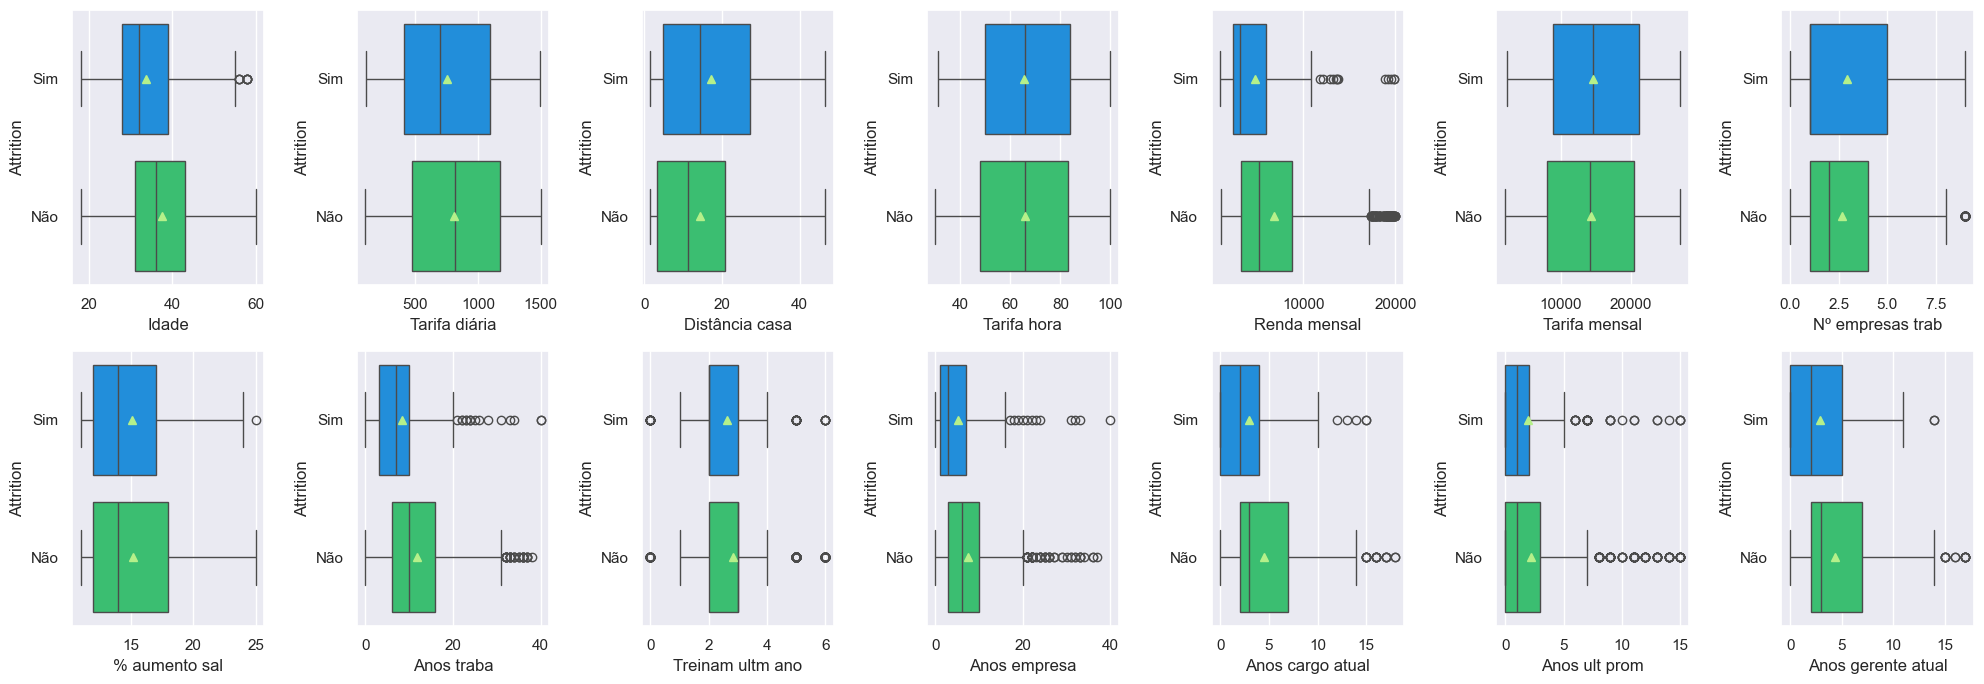 Attrition
Sim
Não
20 40 60
Idade
Attrition
Sim
Não
500 1000 1500
Tarifa diária
Attrition
Sim
Não
0 20 40
Distância casa
Attrition
Sim
Não
40 60 80 100
Tarifa hora
Attrition
Sim
Não
10000 20000
Renda mensal
Attrition
Sim
Não
10000 20000
Tarifa mensal
Attrition
Sim
Não
0.0 2.5 5.0 7.5
Nº empresas trab
Attrition
Sim
Não
15 20 25
% aumento sal
Attrition
Sim
Não
0 20 40
Anos traba
Attrition
Sim
Não
0 2 4 6
Treinam ultm ano
Attrition
Sim
Não
0 20 40
Anos empresa
Attrition
Sim
Não
0 5 10 15
Anos cargo atual
Attrition
Sim
Não
0 5 10 15
Anos ult prom
Attrition
Sim
Não
0 5 10 15
Anos gerente atual